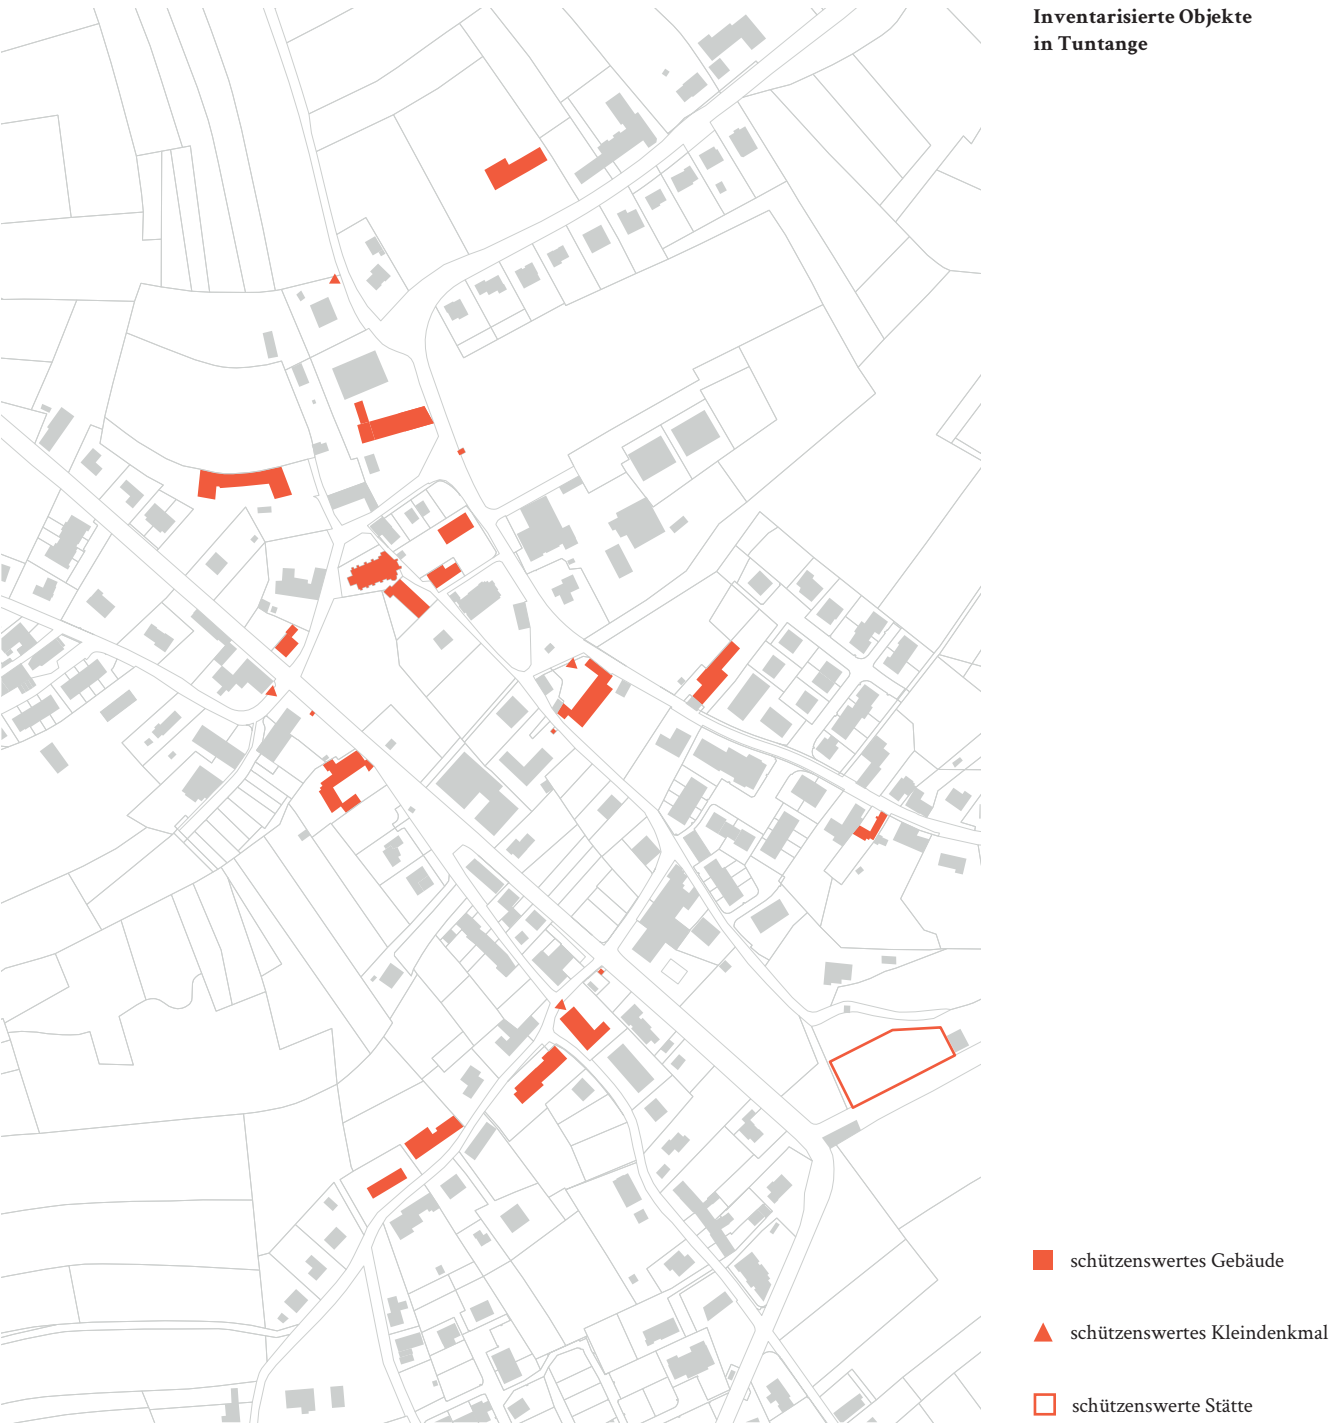 Inventarisierte Objekte
in Tuntange
schützenswertes Gebäude
schützenswertes Kleindenkmal
schützenswerte Stätte